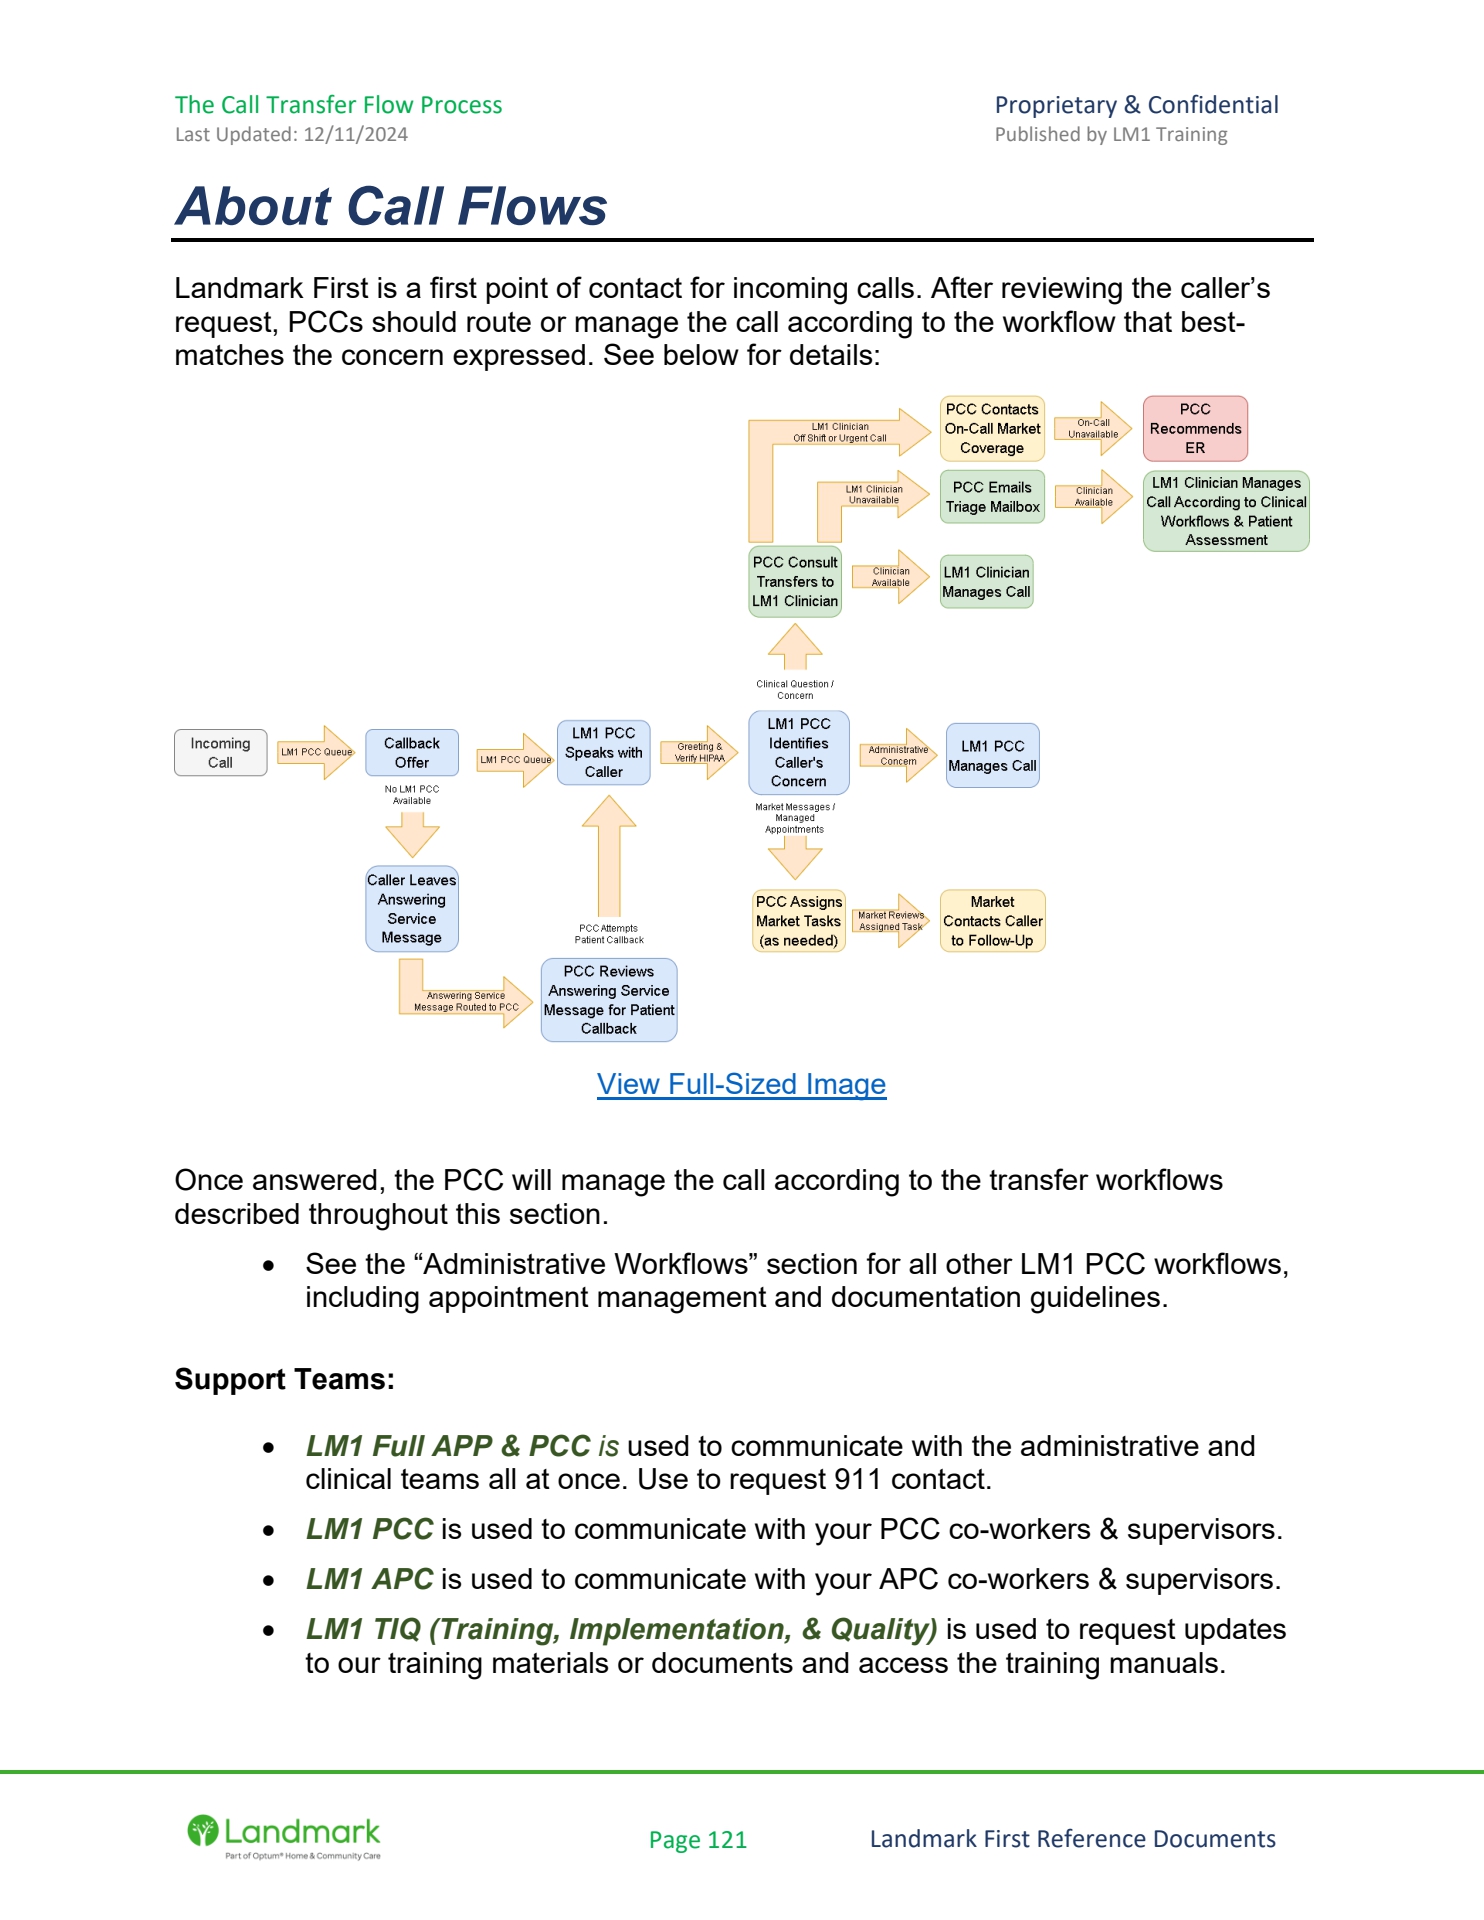 The Call Transfer Flow Process
Proprietary & Confidential
Last Updated: 12/11/2024
Published by LM1 Training
About Call Flows
Landmark First is a first point of contact for incoming calls. After reviewing the caller’s
request, PCCs should route or manage the call according to the workflow that best-
matches the concern expressed. See below for details:
LM1 Clinician
Off Shift or Urgent Call
PCC Contacts
On-Call Market
Coverage
On-Call
Unavailable
PCC
Recommends
ER
LM1 Clinician
Unavailable
PCC Emails
Triage Mailbox
Clinician
Available
LM1 Clinician Manages
Call According to Clinical
Workflows & Patient
Assessment
PCC Consult
Transfers to
LM1 Clinician
Clinician
Available
LM1 Clinician
Manages Call
Clinical Question /
Concern
Incoming
Call
LM1 PCC Queue
Callback
Offer
LM1 PCC Queue
LM1 PCC
Speaks with
Caller
Greeting &
Verify HIPAA
LM1 PCC
Identifies
Caller's
Concern
Administrative
Concern
LM1 PCC
Manages Call
No LM1 PCC
Available
Market Messages /
Managed
Appointments
Caller Leaves
Answering
Service
Message
PCC Attempts
Patient Callback
PCC Assigns
Market Tasks
(as needed)
Market Reviews
Assigned Task
Market
Contacts Caller
to Follow-Up
Answering Service
Message Routed to PCC
PCC Reviews
Answering Service
Message for Patient
Callback
View Full-Sized Image
Once answered, the PCC will manage the call according to the transfer workflows
described throughout this section.
• See the “Administrative Workflows” section for all other LM1 PCC workflows,
including appointment management and documentation guidelines.
Support Teams:
• LM1 Full APP & PCC is used to communicate with the administrative and
clinical teams all at once. Use to request 911 contact.
• LM1 PCC is used to communicate with your PCC co-workers & supervisors.
• LM1 APC is used to communicate with your APC co-workers & supervisors.
• LM1 TIQ (Training, Implementation, & Quality) is used to request updates
to our training materials or documents and access the training manuals.
Landmark
Part of Optum® Home & Community Care
Page 121
Landmark First Reference Documents